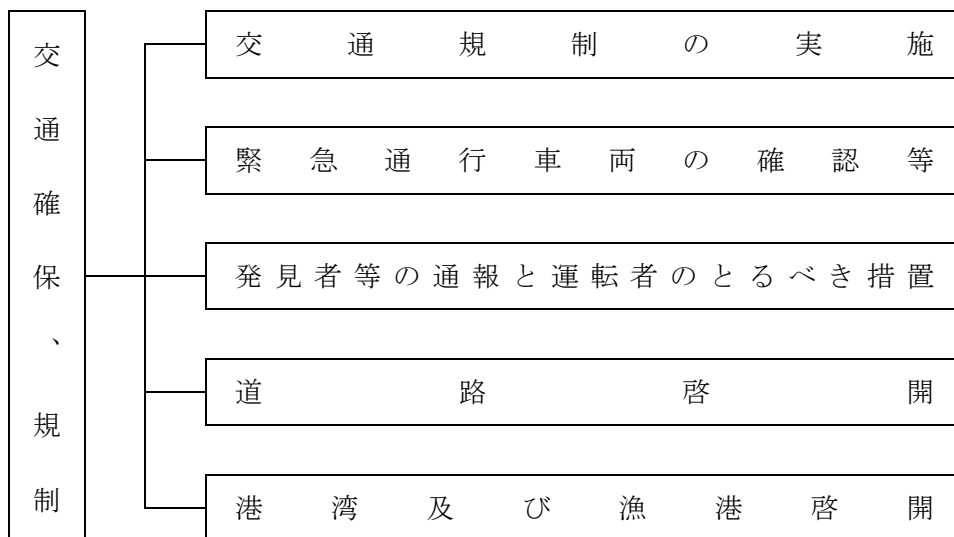 交通確保、規制
交通規制の実施
緊急通行車両の確認等
発見者等の通報と運転者のとるべき措置
道路啓開
港湾及び漁港啓開